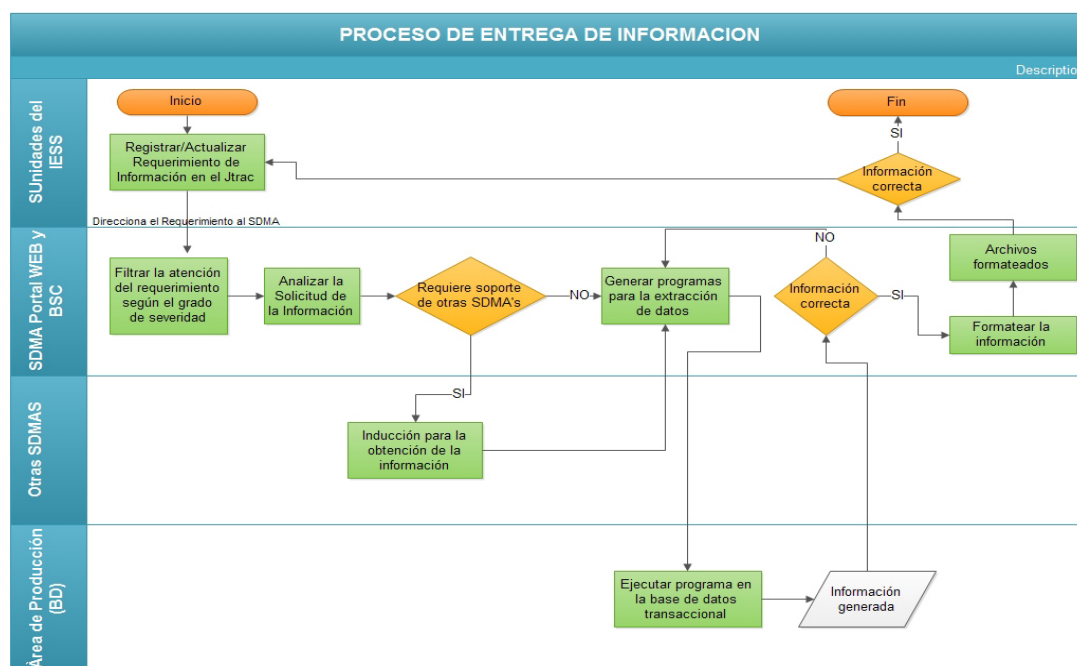 PROCESO DE ENTREGA DE INFORMACION
Descriptio
SUnidades del
IESS
Inicio
Registrar/Actualizar
Requerimiento de
Información en el Jtrac
Direcciona el Requerimiento al SDMA
Fin
SI
Información
correcta
SDMA Portal WEB y
BSC
Filtrar la atención
del requerimiento
según el grado
de severidad
Analizar la
Solicitud de
la Información
Requiere soporte
de otras SDMA's
NO
SI
Generar programas
para la extracción
de datos
NO
Información
correcta
SI
Archivos
formateados
Formatear la
información
Otras SDMAS
Inducción para la
obtención de la
información
Área de Producción
(BD)
Ejecutar programa en
la base de datos
transaccional
Información
generada